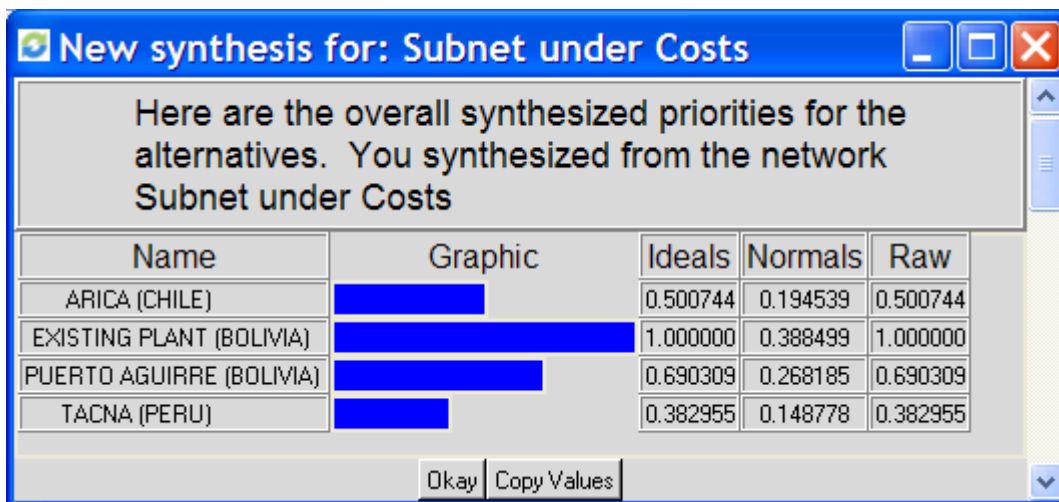 New synthesis for: Subnet under Costs
Here are the overall synthesized priorities for the
alternatives.  You synthesized from the network
Subnet under Costs
Name Graphic Ideals Normals Raw
ARICA (CHILE) 0.500744 0.194539 0.500744
EXISTING PLANT (BOLIVIA) 1.000000 0.388499 1.000000
PUERTO AGUIRRE (BOLIVIA) 0.690309 0.268185 0.690309
TACNA (PERU) 0.382955 0.148778 0.382955
Okay Copy Values